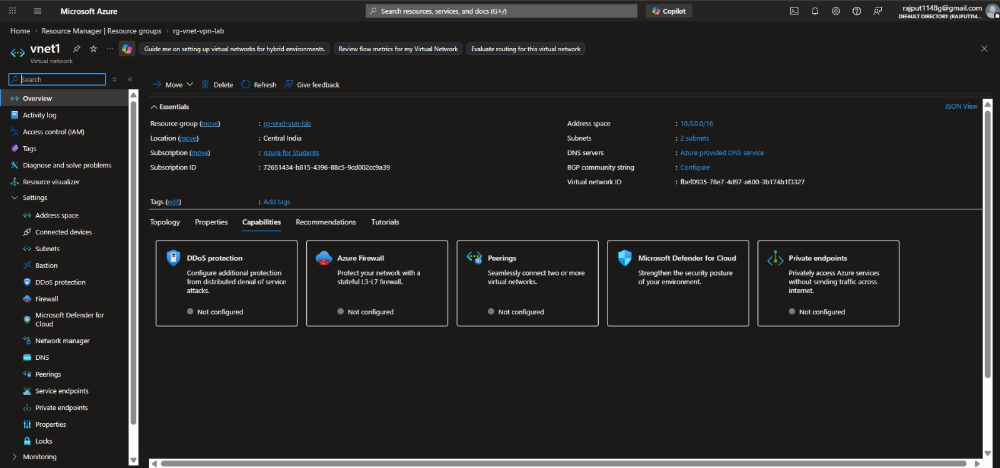 Microsoft Azure
Search resources, services, and docs (G+/)
Copilot
rajput1148g@gmail.com
DEFAULT DIRECTORY (RAJPUT114...
Home > Resource Manager | Resource groups > rg-vnet-vpn-lab
vnet1
Virtual network
Guide me on setting up virtual networks for hybrid environments.
Review flow metrics for my Virtual Network
Evaluate routing for this virtual network
Search
Overview
Activity log
Access control (IAM)
Tags
Diagnose and solve problems
Resource visualizer
Settings
Address space
Connected devices
Subnets
Bastion
DDoS protection
Firewall
Microsoft Defender for
Cloud
Network manager
DNS
Peerings
Service endpoints
Private endpoints
Properties
Locks
Monitoring
Move
Delete
Refresh
Give feedback
Essentials
JSON View
Resource group (move) : rg-vnet-vpn-lab
Location (move) : Central India
Subscription (move) : Azure for Students
Subscription ID : 72651434-b815-4396-88c5-9cd002cc9a39
Address space : 10.0.0.0/16
Subnets : 2 subnets
DNS servers : Azure provided DNS service
BGP community string : Configure
Virtual network ID : fbef0935-78e7-4d97-a600-3b174b1f3327
Tags (edit) : Add tags
Topology
Properties
Capabilities
Recommendations
Tutorials
DDoS protection
Configure additional protection
from distributed denial of service
attacks.
Not configured
Azure Firewall
Protect your network with a
stateful L3-L7 firewall.
Not configured
Peerings
Seamlessly connect two or more
virtual networks.
Not configured
Microsoft Defender for Cloud
Strengthen the security posture
of your environment.
Private endpoints
Privately access Azure services
without sending traffic across
internet.
Not configured